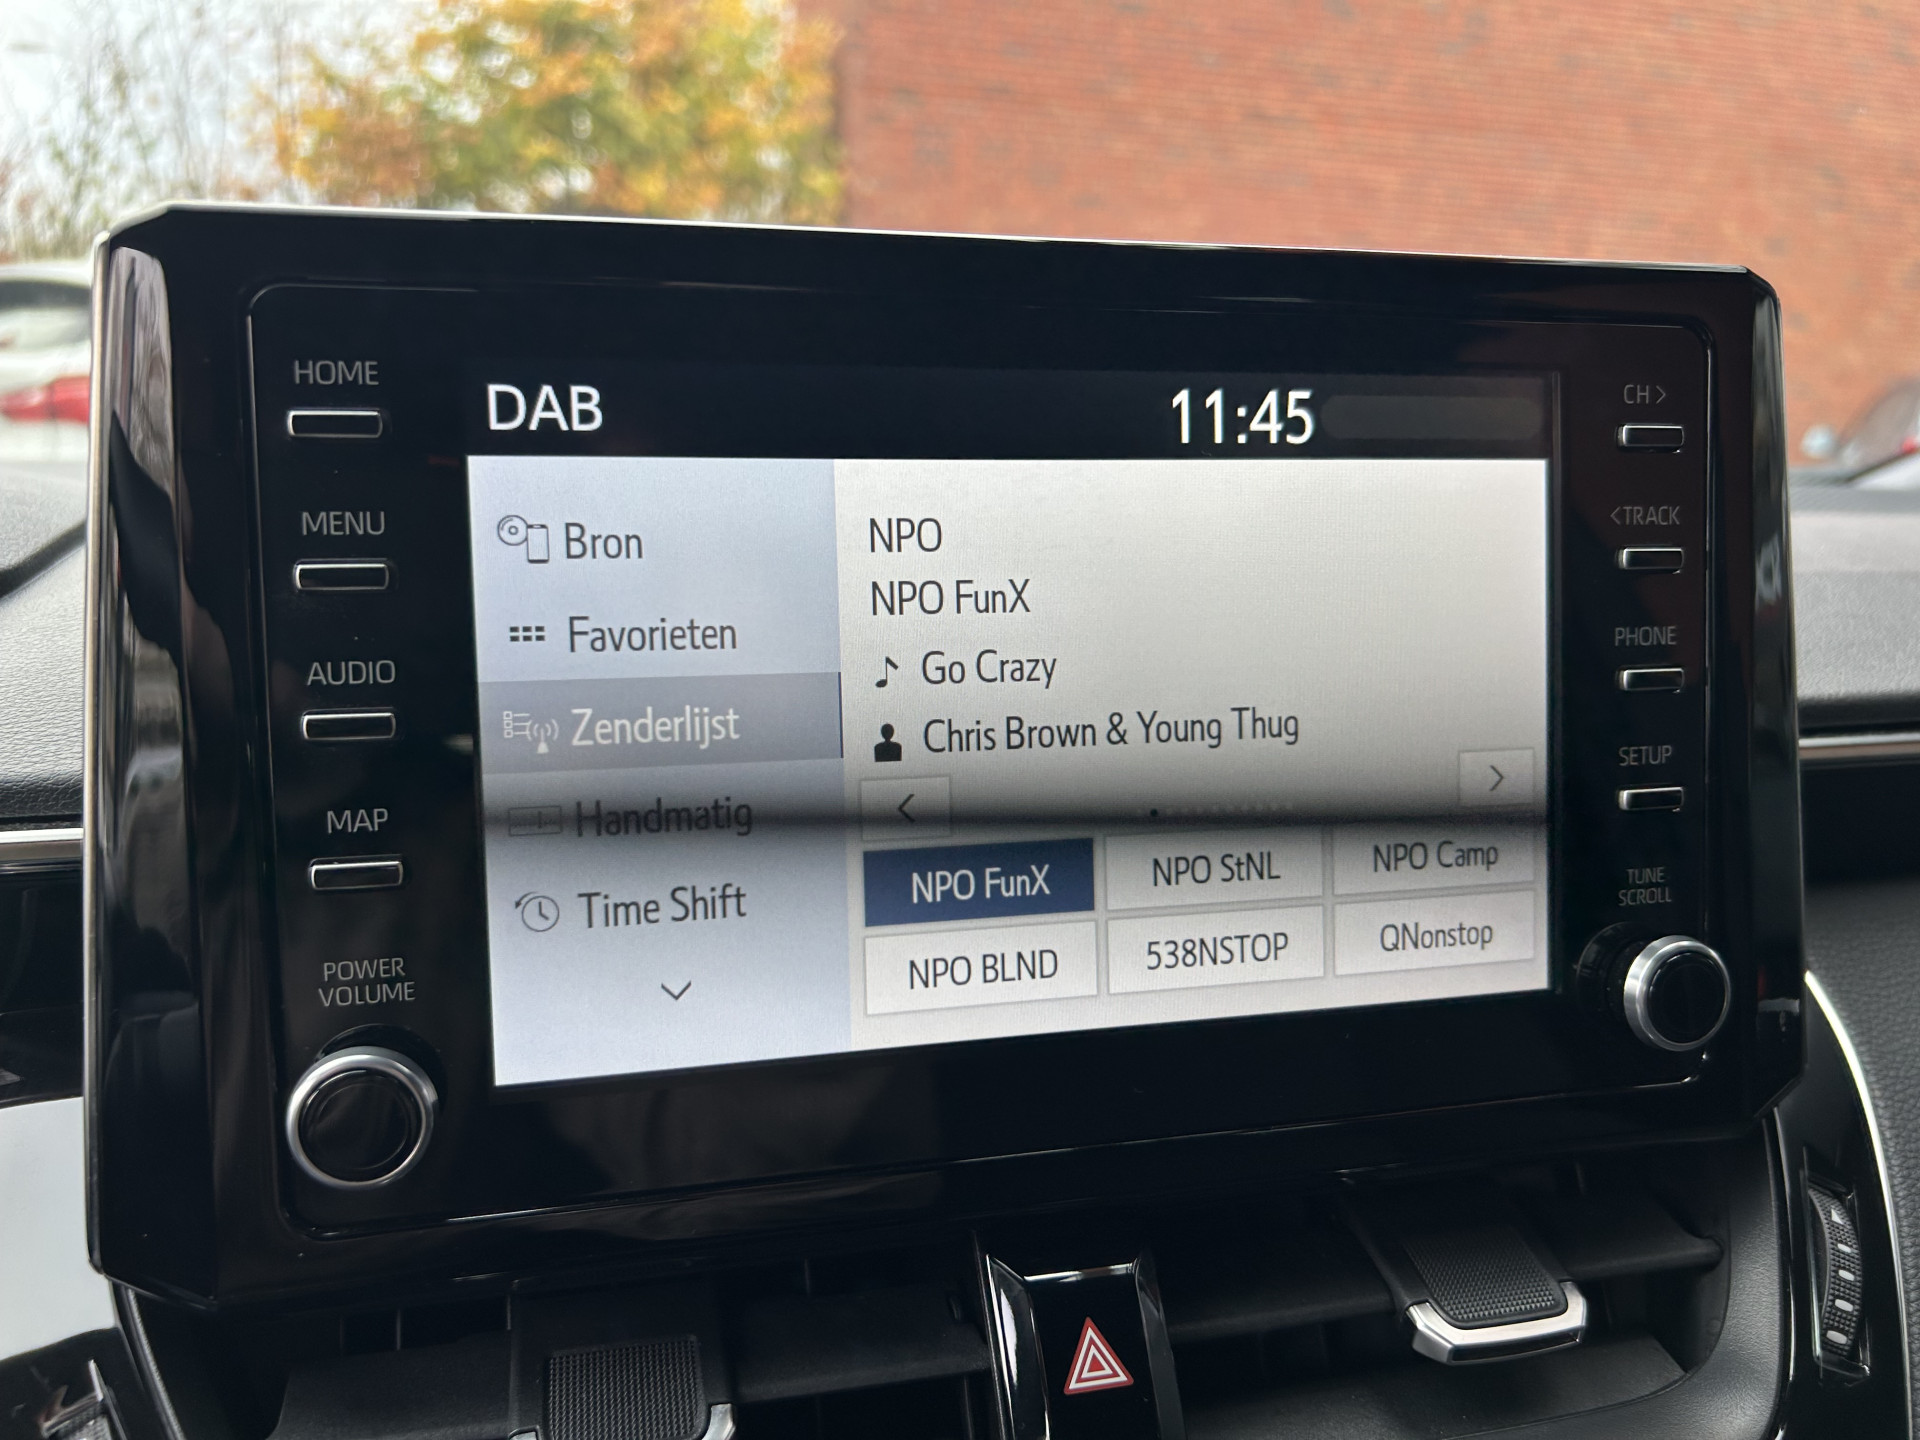 HOME
MENU
AUDIO
MAP
POWER
VOLUME
DAB
11:45
Bron
Favorieten
Zenderlijst
Handmatig
Time Shift
NPO
NPO FunX
Go Crazy
Chris Brown & Young Thug
NPO FunX
NPO StNL
NPO Camp
NPO BLND
538NSTOP
QNonstop
CH >
< TRACK
PHONE
SETUP
TUNE
SCROLL